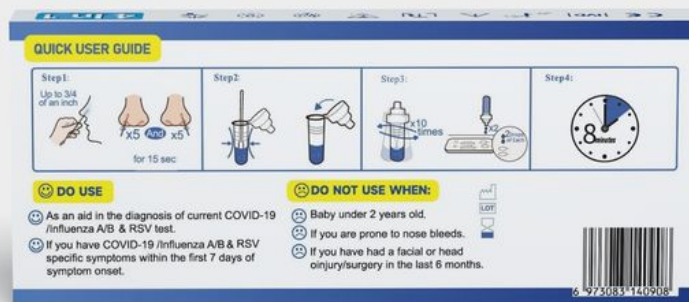 QUICK USER GUIDE
Step1:
Up to 3/4
of an inch
x5 And x5
for 15 sec
Step2:
Step3:
x10
times
x2
Step4:
8 minutes
DO USE
As an aid in the diagnosis of current COVID-19
/Influenza A/B & RSV test.
If you have COVID-19 /Influenza A/B & RSV
specific symptoms within the first 7 days of
symptom onset.
DO NOT USE WHEN:
Baby under 2 years old.
If you are prone to nose bleeds.
If you have had a facial or head
oinjury/surgery in the last 6 months.
LOT
6 973083 140908